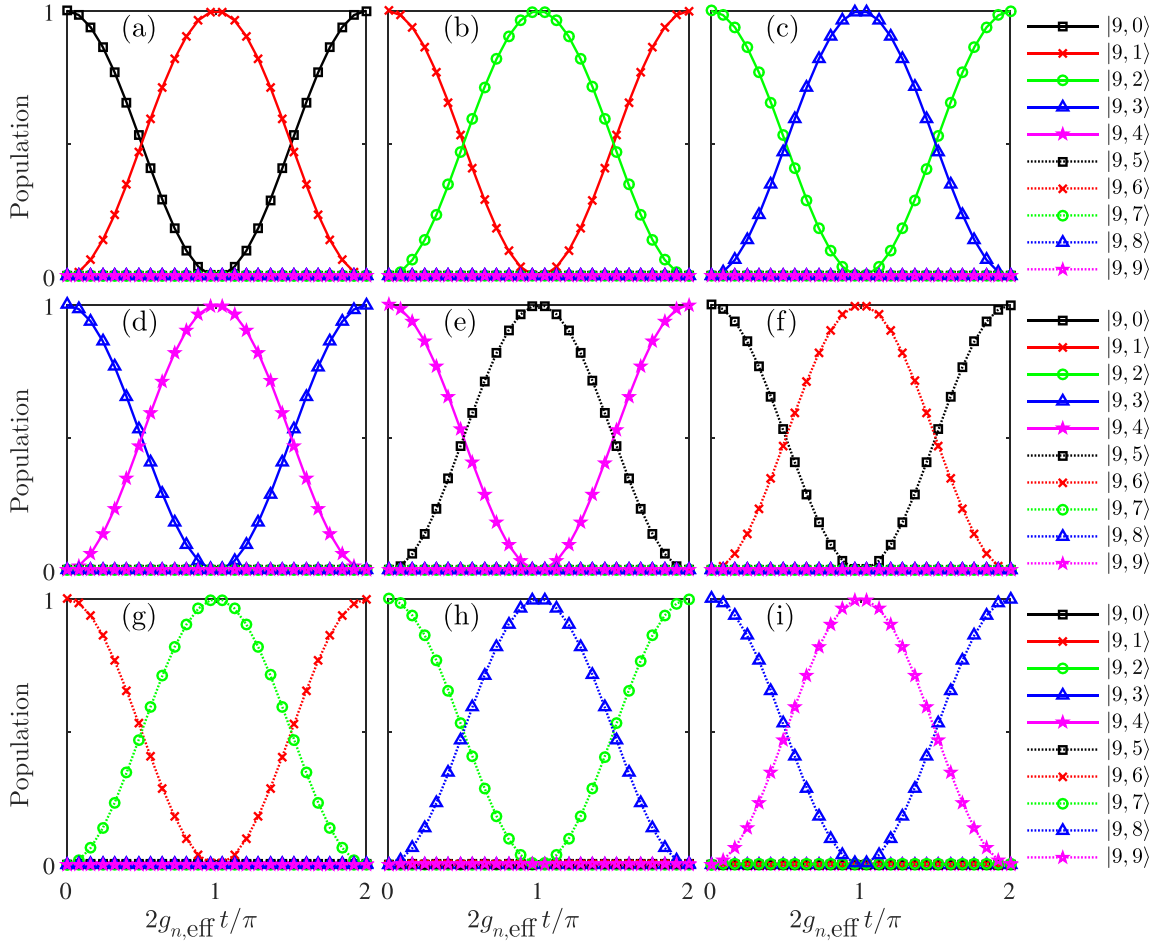 1
(a)
(b)
(c)
Population
0
|9, 0⟩
|9, 1⟩
|9, 2⟩
|9, 3⟩
|9, 4⟩
|9, 5⟩
|9, 6⟩
|9, 7⟩
|9, 8⟩
|9, 9⟩
1
(d)
(e)
(f)
Population
0
|9, 0⟩
|9, 1⟩
|9, 2⟩
|9, 3⟩
|9, 4⟩
|9, 5⟩
|9, 6⟩
|9, 7⟩
|9, 8⟩
|9, 9⟩
1
(g)
(h)
(i)
Population
0
|9, 0⟩
|9, 1⟩
|9, 2⟩
|9, 3⟩
|9, 4⟩
|9, 5⟩
|9, 6⟩
|9, 7⟩
|9, 8⟩
|9, 9⟩
0 1 2 0 1 2 0 1 2
2g_{n,eff} t/π 2g_{n,eff} t/π 2g_{n,eff} t/π